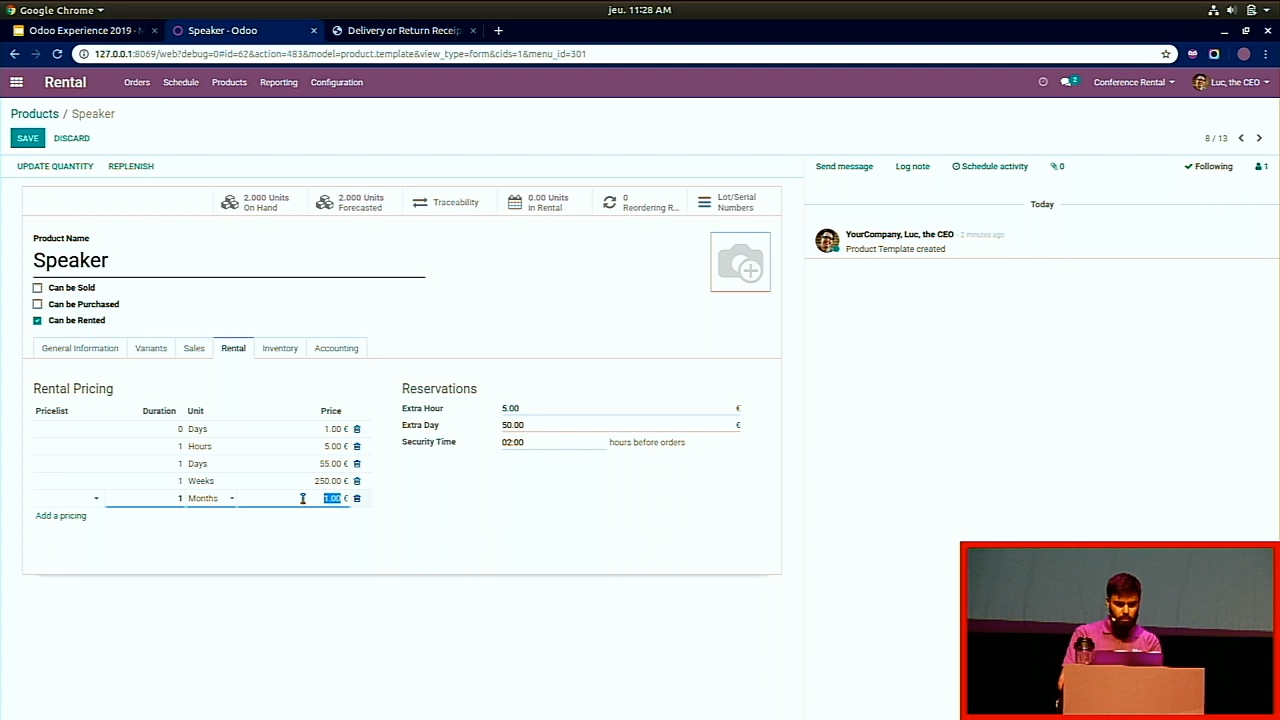 Google Chrome
jeu. 11:28 AM
Odoo Experience 2019 -
Speaker - Odoo
Delivery or Return Receip
127.0.0.1:8069/web?debug=0#id=62&action=483&model=product.template&view_type=form&cids=1&menu_id=301
Rental
Orders
Schedule
Products
Reporting
Configuration
2
Conference Rental
Luc, the CEO
Products / Speaker
SAVE
DISCARD
8 / 13
UPDATE QUANTITY
REPLENISH
Send message
Log note
Schedule activity
0
Following
1
2.000 Units
On Hand
2.000 Units
Forecasted
Traceability
0.00 Units
in Rental
0
Reordering R...
Lot/Serial
Numbers
Today
Product Name
Speaker
YourCompany, Luc, the CEO - 2 minutes ago
Product Template created
Can be Sold
Can be Purchased
Can be Rented
General Information
Variants
Sales
Rental
Inventory
Accounting
Rental Pricing
Pricelist Duration Unit Price
0 Days 1.00 €
1 Hours 5.00 €
1 Days 55.00 €
1 Weeks 250.00 €
1 Months 1.00 €
Add a pricing
Reservations
Extra Hour 5.00 €
Extra Day 50.00 €
Security Time 02:00 hours before orders